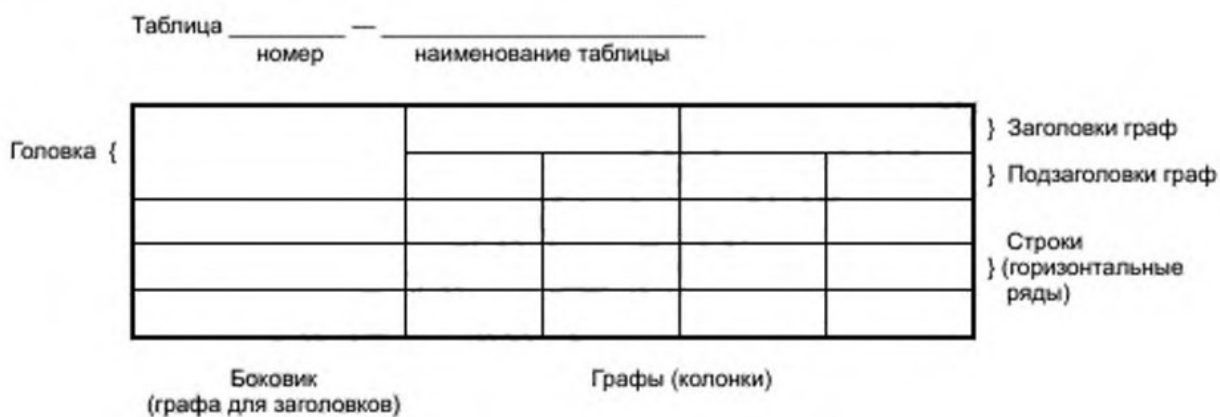 Таблица _________ — _________________________
номер наименование таблицы
Головка {
} Заголовки граф
} Подзаголовки граф
Строки
} (горизонтальные
ряды)
Боковик
(графа для заголовков)
Графы (колонки)